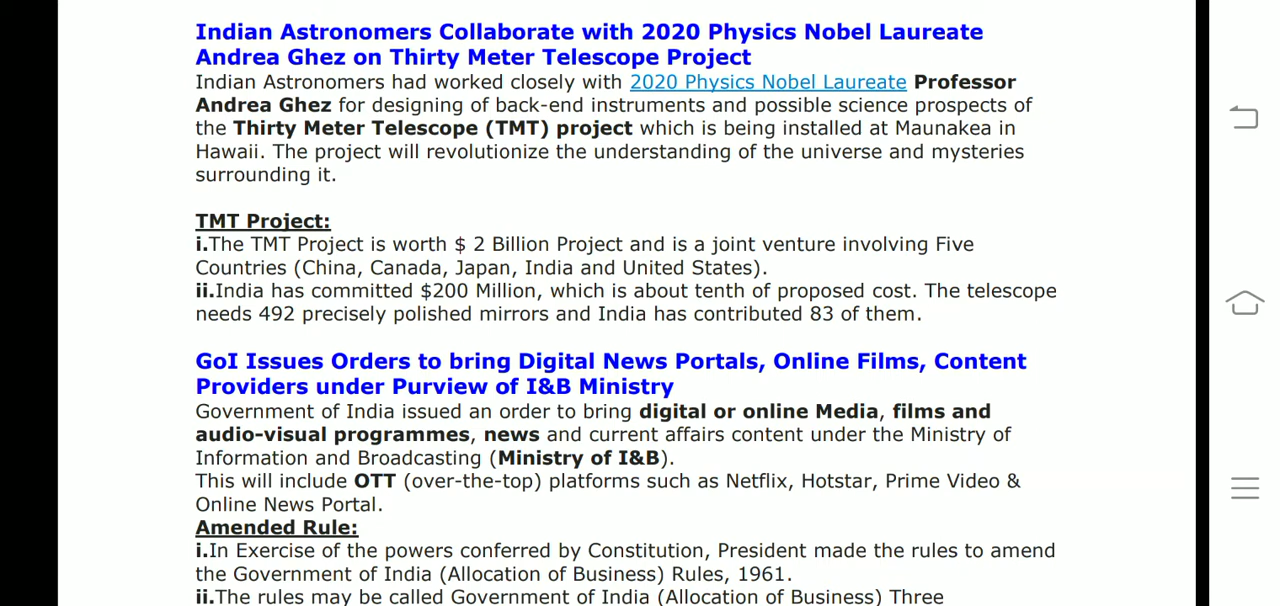 Indian Astronomers Collaborate with 2020 Physics Nobel Laureate
Andrea Ghez on Thirty Meter Telescope Project
Indian Astronomers had worked closely with 2020 Physics Nobel Laureate Professor
Andrea Ghez for designing of back-end instruments and possible science prospects of
the Thirty Meter Telescope (TMT) project which is being installed at Maunakea in
Hawaii. The project will revolutionize the understanding of the universe and mysteries
surrounding it.
TMT Project:
i.The TMT Project is worth $ 2 Billion Project and is a joint venture involving Five
Countries (China, Canada, Japan, India and United States).
ii.India has committed $200 Million, which is about tenth of proposed cost. The telescope
needs 492 precisely polished mirrors and India has contributed 83 of them.
GoI Issues Orders to bring Digital News Portals, Online Films, Content
Providers under Purview of I&B Ministry
Government of India issued an order to bring digital or online Media, films and
audio-visual programmes, news and current affairs content under the Ministry of
Information and Broadcasting (Ministry of I&B).
This will include OTT (over-the-top) platforms such as Netflix, Hotstar, Prime Video &
Online News Portal.
Amended Rule:
i.In Exercise of the powers conferred by Constitution, President made the rules to amend
the Government of India (Allocation of Business) Rules, 1961.
ii.The rules may be called Government of India (Allocation of Business) Three